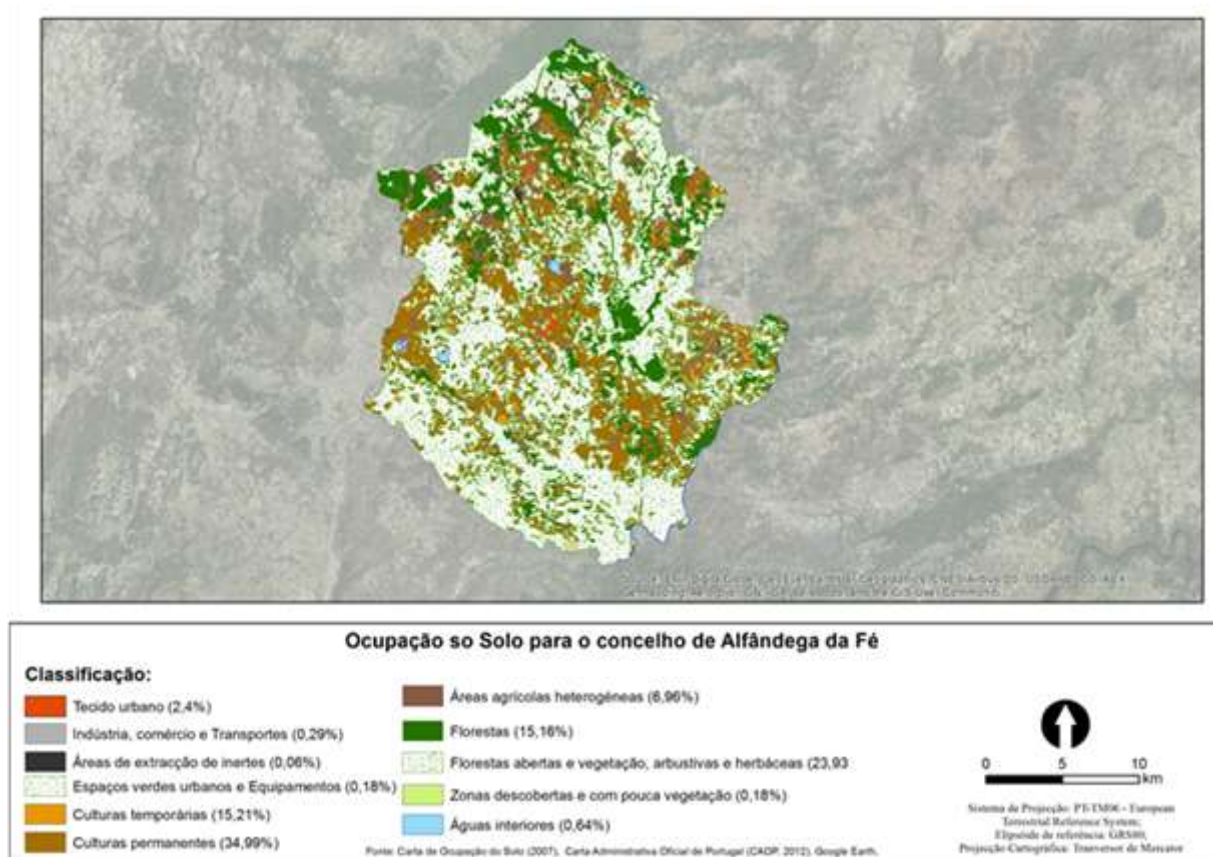 Ocupação so Solo para o concelho de Alfândega da Fé
Classificação:
Tecido urbano (2,4%)
Indústria, comércio e Transportes (0,29%)
Áreas de extracção de inertes (0,06%)
Espaços verdes urbanos e Equipamentos (0,18%)
Culturas temporárias (15,21%)
Culturas permanentes (34,99%)
Áreas agrícolas heterogéneas (6,96%)
Florestas (15,16%)
Florestas abertas e vegetação, arbustivas e herbáceas (23,93
Zonas descobertas e com pouca vegetação (0,18%)
Águas interiores (0,64%)
Fonte: Carta de Ocupação do Solo (2007), Carta Administrativa Oficial de Portugal (CAOP, 2012), Google Earth,
0 5 10
km
Sistema de Projecção: PT-TM06 - European
Terrestrial Reference System;
Elipsóide de referência: GRS80,
Projecção Cartográfica: Transversor de Mercator